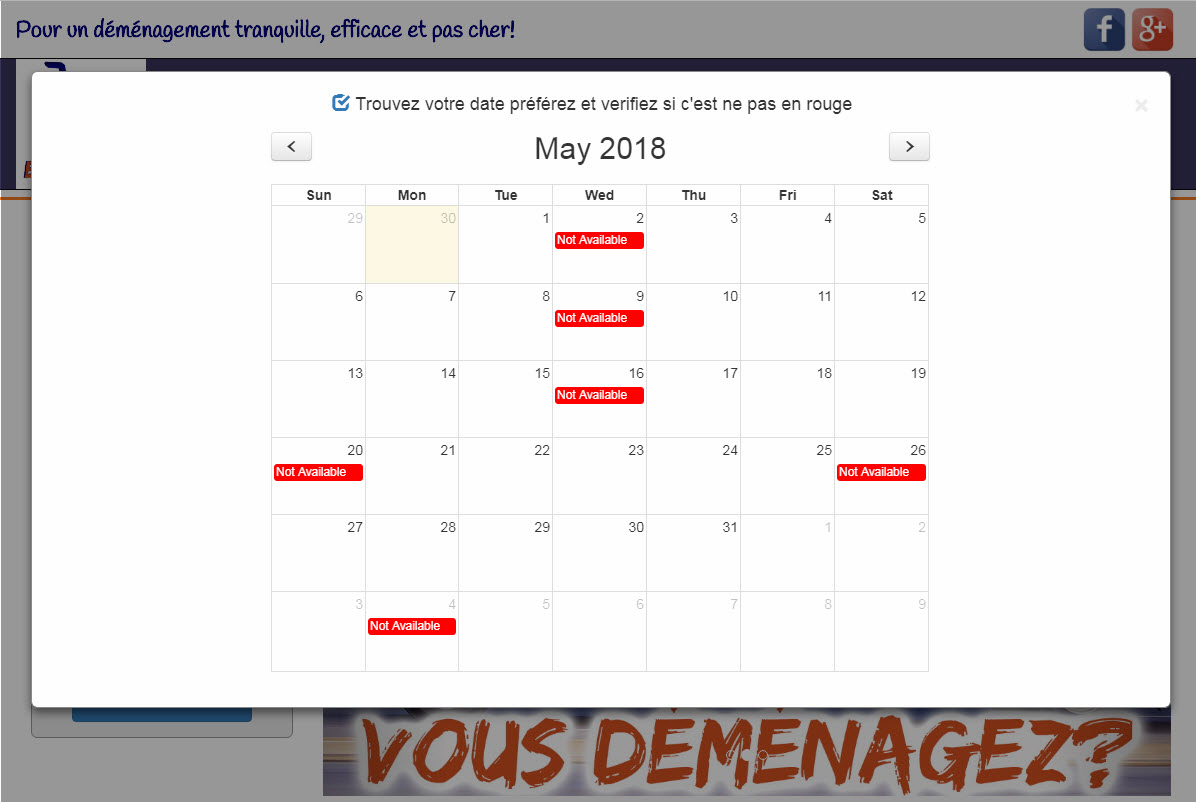 Pour un déménagement tranquille, efficace et pas cher!
f g+
Trouvez votre date préférez et verifiez si c'est ne pas en rouge
×
< May 2018 >
Sun Mon Tue Wed Thu Fri Sat
29 30 1 2 3 4 5
Not Available
6 7 8 9 10 11 12
Not Available
13 14 15 16 17 18 19
Not Available
20 21 22 23 24 25 26
Not Available Not Available
27 28 29 30 31 1 2
3 4 5 6 7 8 9
Not Available
VOUS DÉMÉNAGEZ?